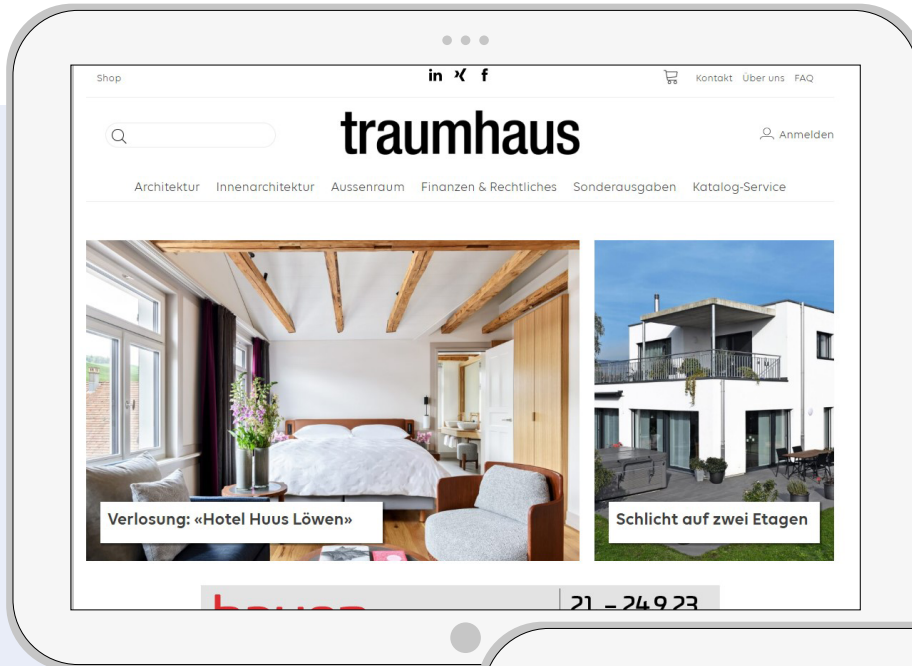 Shop
in f
Kontakt Über uns FAQ
traumhaus
Anmelden
Architektur Innenarchitektur Aussenraum Finanzen & Rechtliches Sonderausgaben Katalog-Service
Verlosung: «Hotel Huus Löwen»
Schlicht auf zwei Etagen
21. – 24.9.23